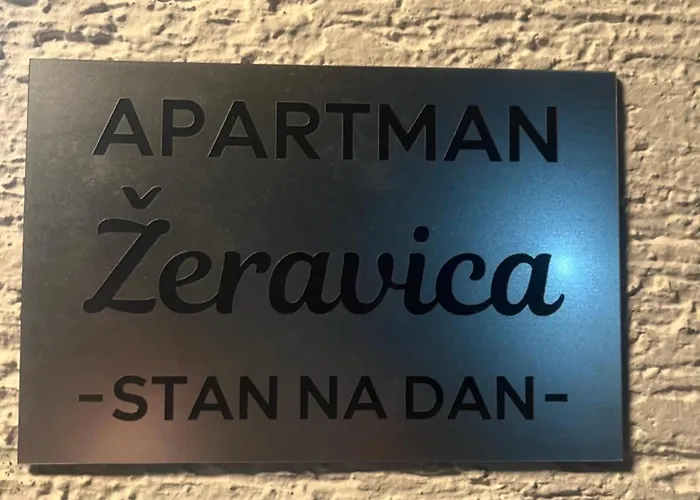 APARTMAN
Žeravica
-STAN NA DAN-